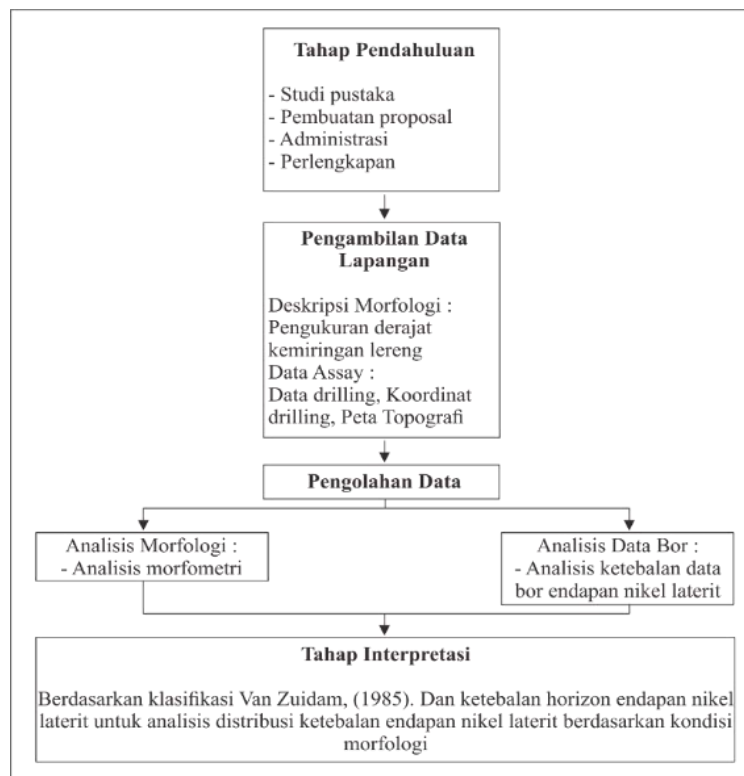 Tahap Pendahuluan
- Studi pustaka
- Pembuatan proposal
- Administrasi
- Perlengkapan
Pengambilan Data
Lapangan
Deskripsi Morfologi :
Pengukuran derajat
kemiringan lereng
Data Assay :
Data drilling, Koordinat
drilling, Peta Topografi
Pengolahan Data
Analisis Morfologi :
- Analisis morfometri
Analisis Data Bor :
- Analisis ketebalan data
bor endapan nikel laterit
Tahap Interpretasi
Berdasarkan klasifikasi Van Zuidam, (1985). Dan ketebalan horizon endapan nikel
laterit untuk analisis distribusi ketebalan endapan nikel laterit berdasarkan kondisi
morfologi